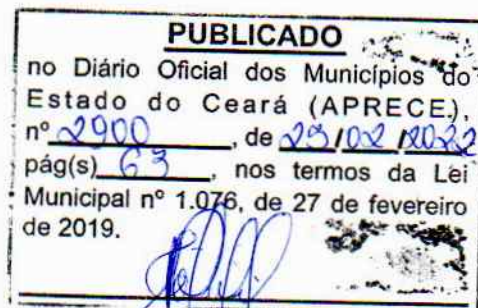 PUBLICADO
no Diário Oficial dos Municípios do
Estado do Ceará (APRECE),
nº 2900, de 23/02/2022
pág(s) 63, nos termos da Lei
Municipal nº 1.076, de 27 de fevereiro
de 2019.